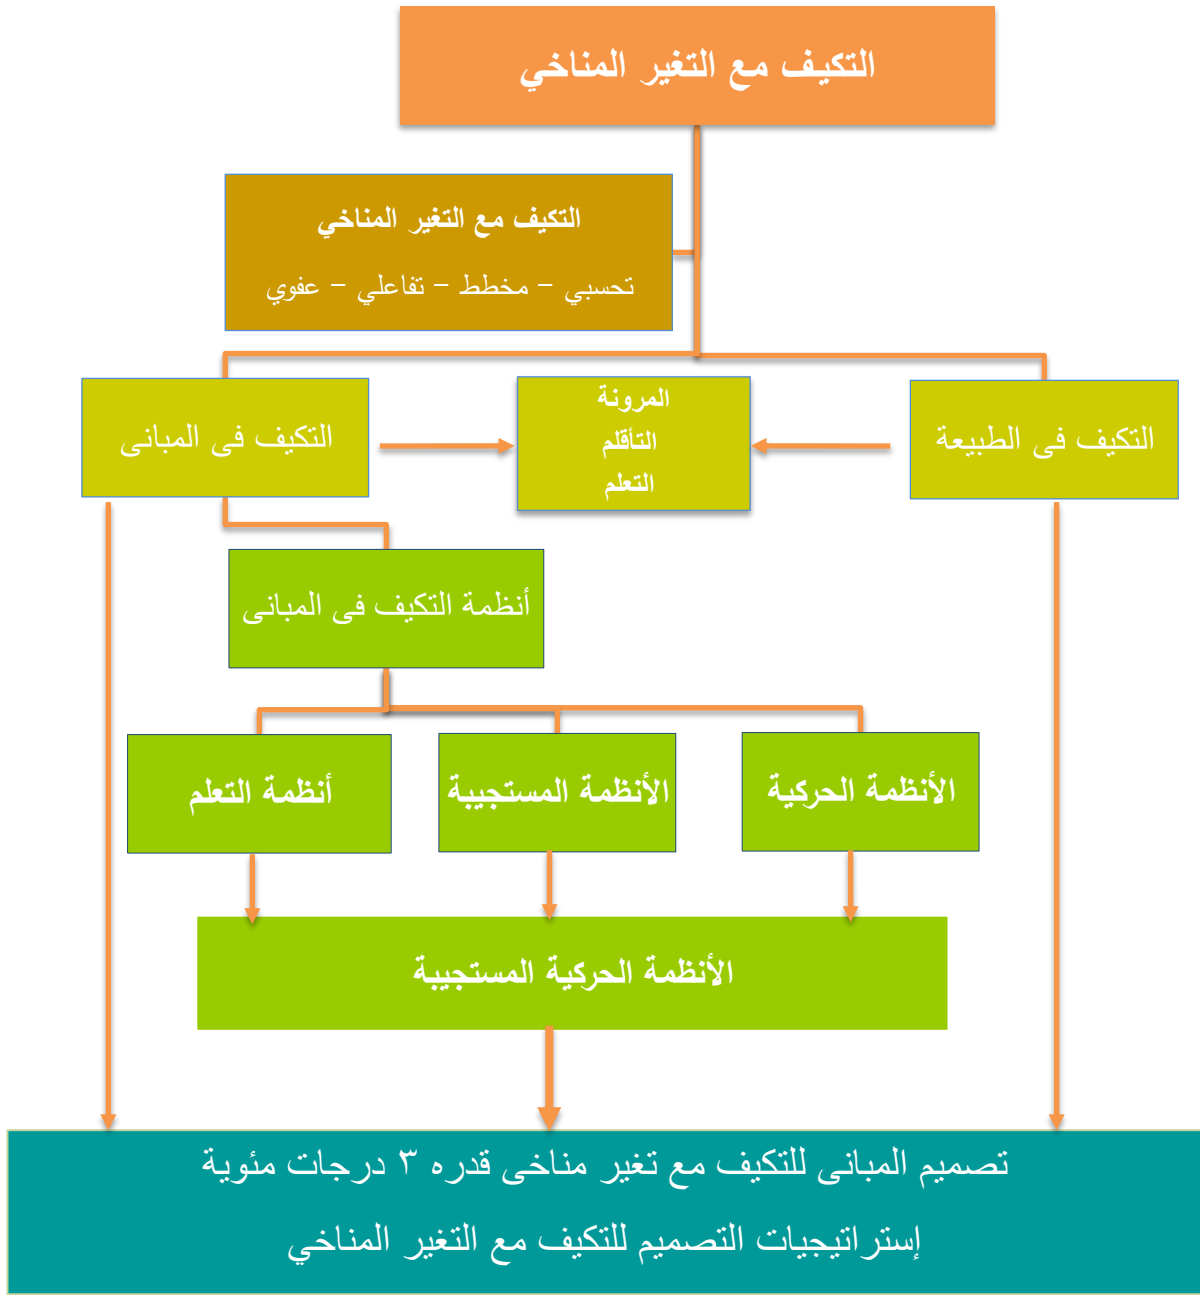 التكيف مع التغير المناخي
التكيف مع التغير المناخي
تحسبي – مخطط – تفاعلي – عفوي
التكيف فى الطبيعة
المرونة
التأقلم
التعلم
التكيف فى المبانى
أنظمة التكيف فى المبانى
الأنظمة الحركية
الأنظمة المستجيبة
أنظمة التعلم
الأنظمة الحركية المستجيبة
تصميم المبانى للتكيف مع تغير مناخى قدره ٣ درجات مئوية
إستراتيجيات التصميم للتكيف مع التغير المناخي